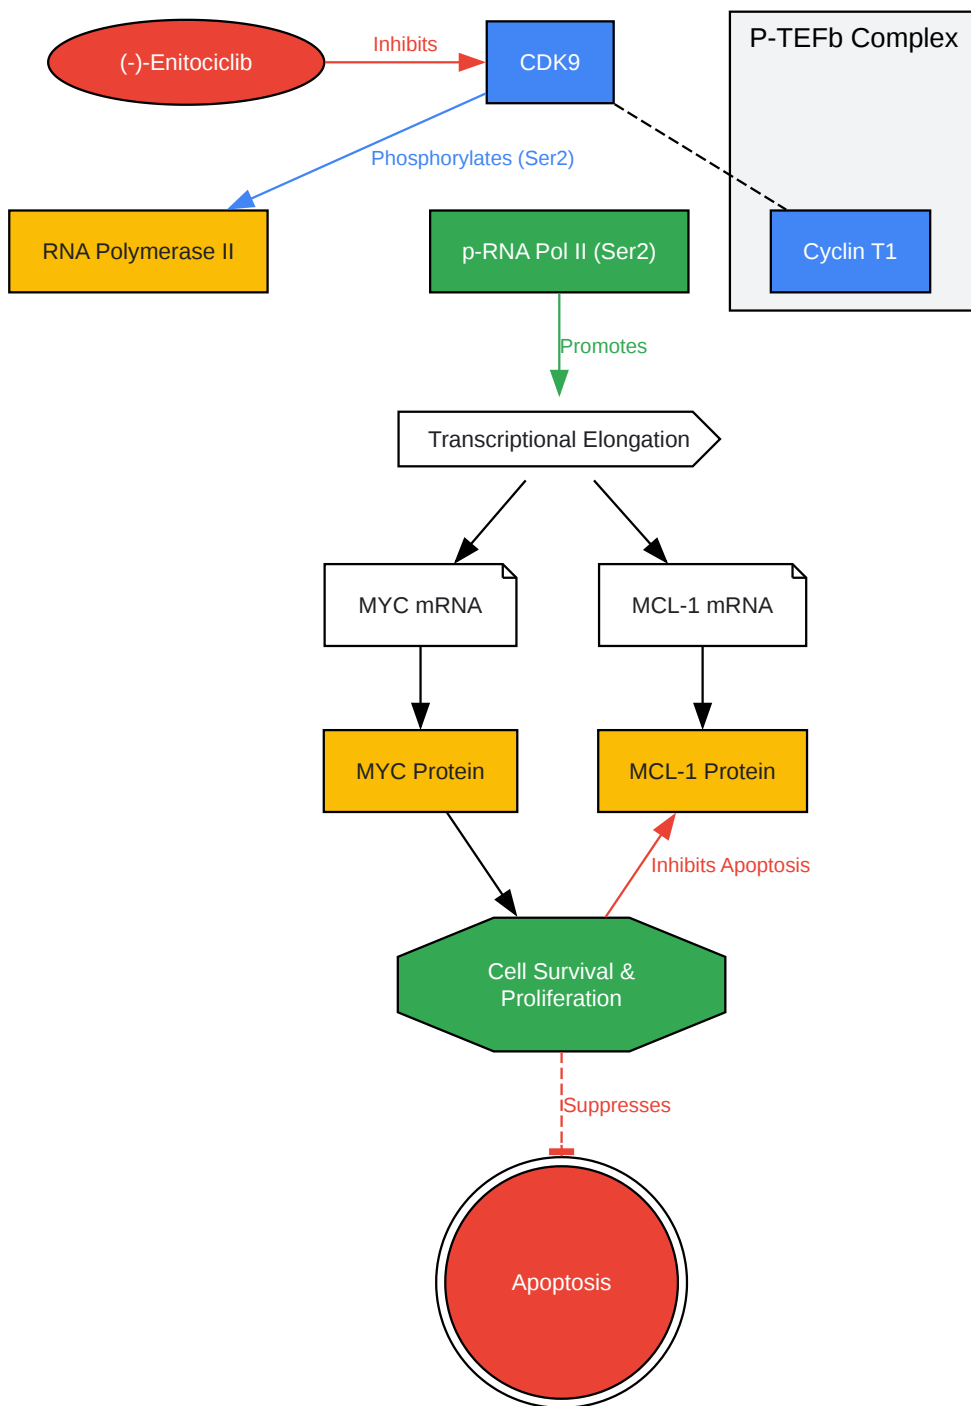 P-TEFb Complex
(-)-Enitociclib
Inhibits
CDK9
Phosphorylates (Ser2)
RNA Polymerase II
p-RNA Pol II (Ser2)
Cyclin T1
Promotes
Transcriptional Elongation
MYC mRNA
MCL-1 mRNA
MYC Protein
MCL-1 Protein
Inhibits Apoptosis
Cell Survival &
Proliferation
Suppresses
Apoptosis